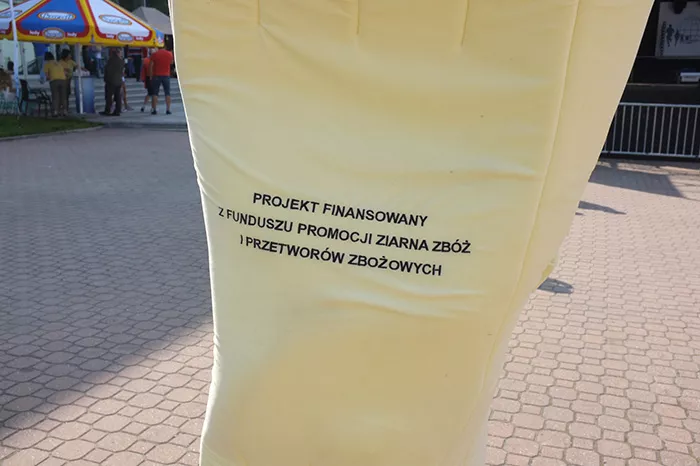 PROJEKT FINANSOWANY
Z FUNDUSZU PROMOCJI ZIARNA ZBÓŻ
I PRZETWORÓW ZBOŻOWYCH